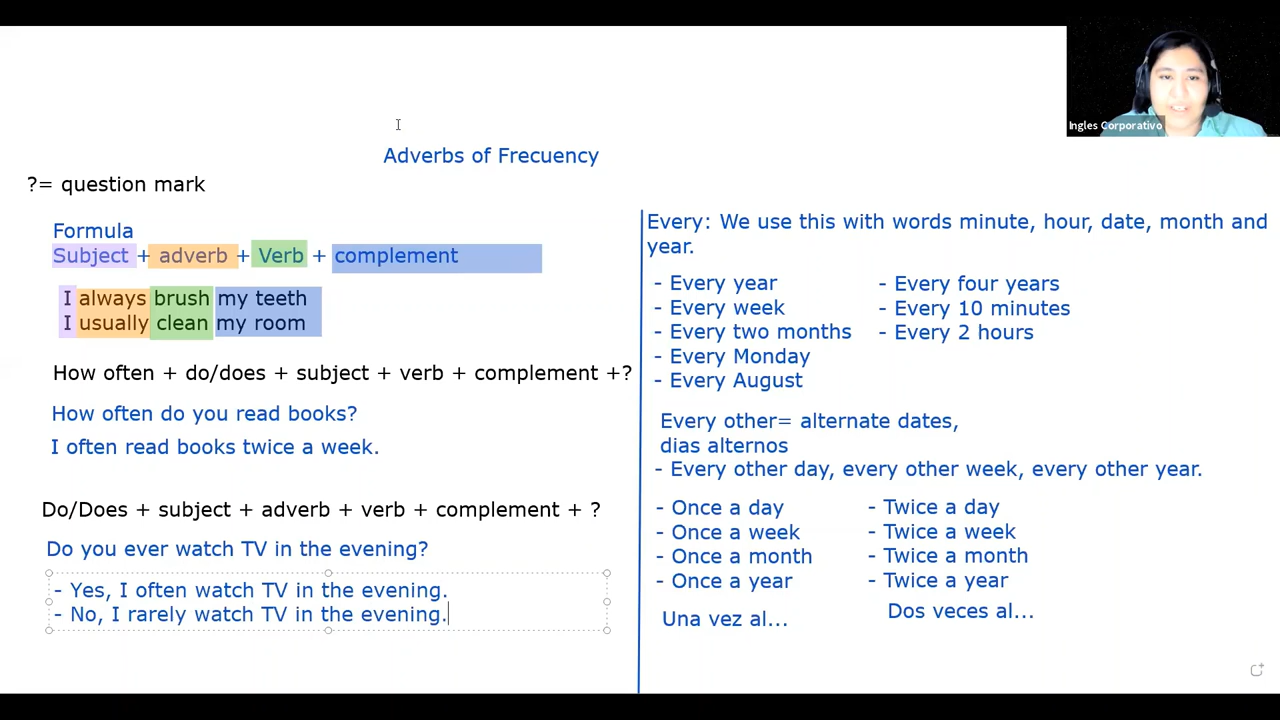 Ingles Corporativo
Adverbs of Frecuency
?= question mark
Formula
Subject + adverb + Verb + complement
I always brush my teeth
I usually clean my room
How often + do/does + subject + verb + complement +?
How often do you read books?
I often read books twice a week.
Do/Does + subject + adverb + verb + complement + ?
Do you ever watch TV in the evening?
- Yes, I often watch TV in the evening.
- No, I rarely watch TV in the evening.
Every: We use this with words minute, hour, date, month and
year.
- Every year
- Every week
- Every two months
- Every Monday
- Every August
- Every four years
- Every 10 minutes
- Every 2 hours
Every other= alternate dates,
dias alternos
- Every other day, every other week, every other year.
- Once a day
- Once a week
- Once a month
- Once a year
Una vez al...
- Twice a day
- Twice a week
- Twice a month
- Twice a year
Dos veces al...